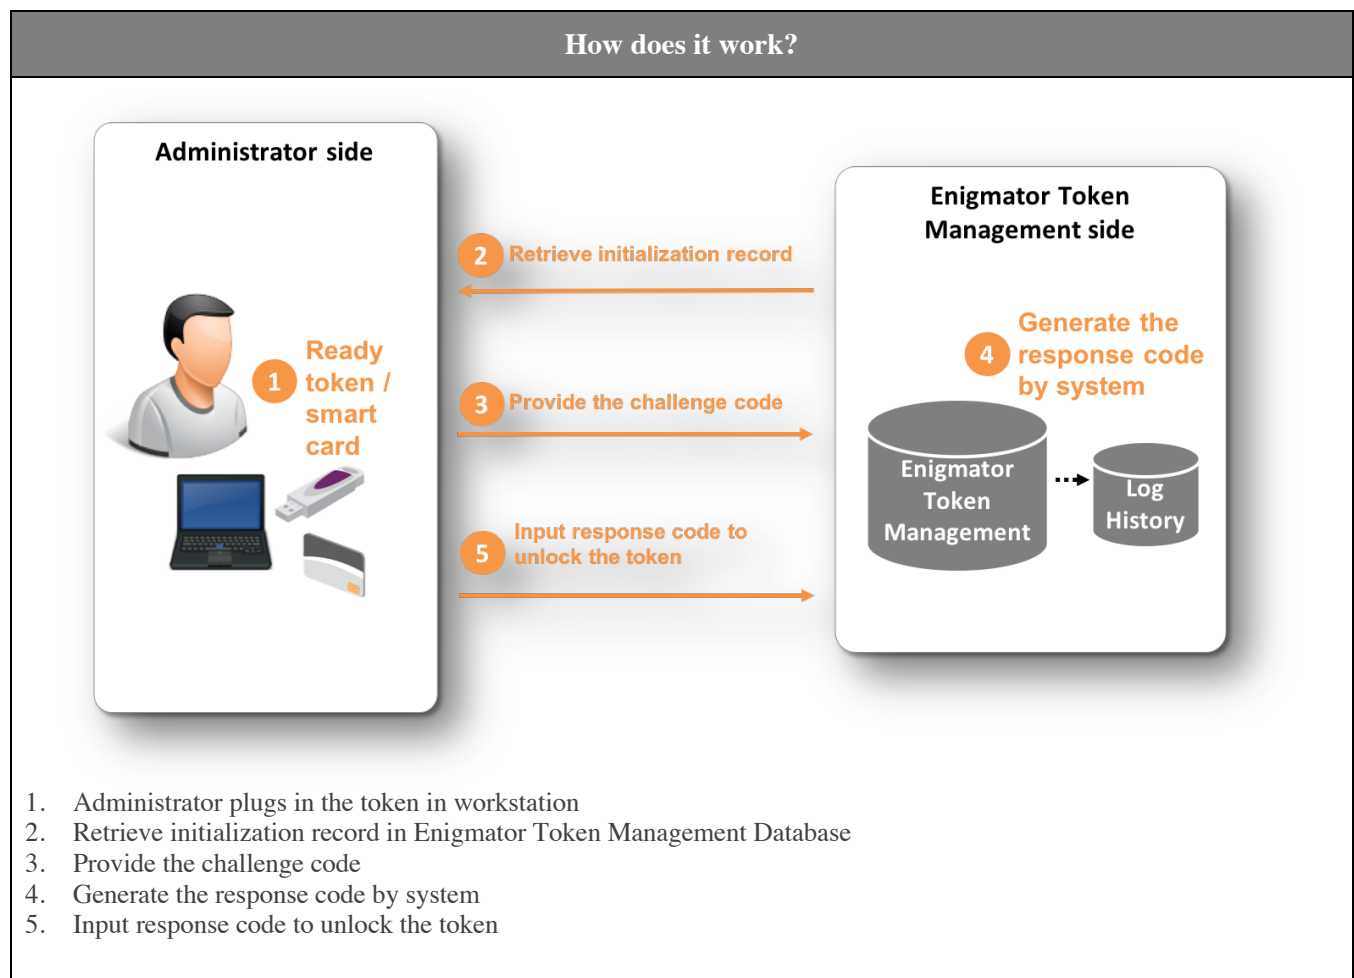 How does it work?
Administrator side
Enigmator Token
Management side
2 Retrieve initialization record
Generate the
4 response code
by system
Ready
1 token /
smart
card
3 Provide the challenge code
Enigmator
Token
Management
Log
History
Input response code to
5 unlock the token
1. Administrator plugs in the token in workstation
2. Retrieve initialization record in Enigmator Token Management Database
3. Provide the challenge code
4. Generate the response code by system
5. Input response code to unlock the token